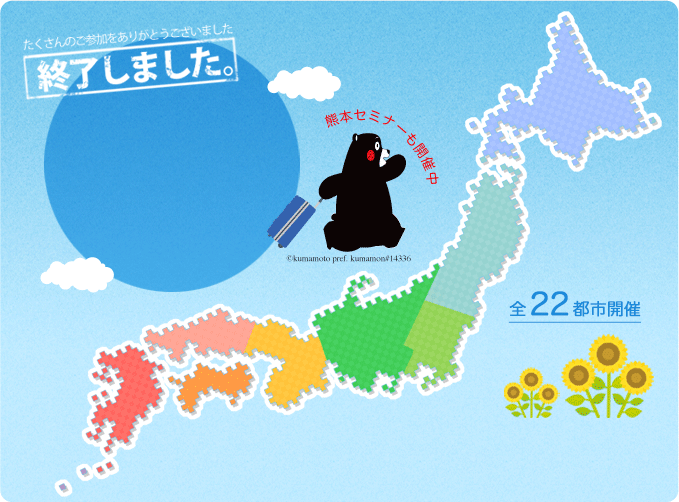 たくさんのご参加をありがとうございました
終了しました。
熊本セミナーも開催中
©kumamoto pref. kumamon#14336
全22都市開催